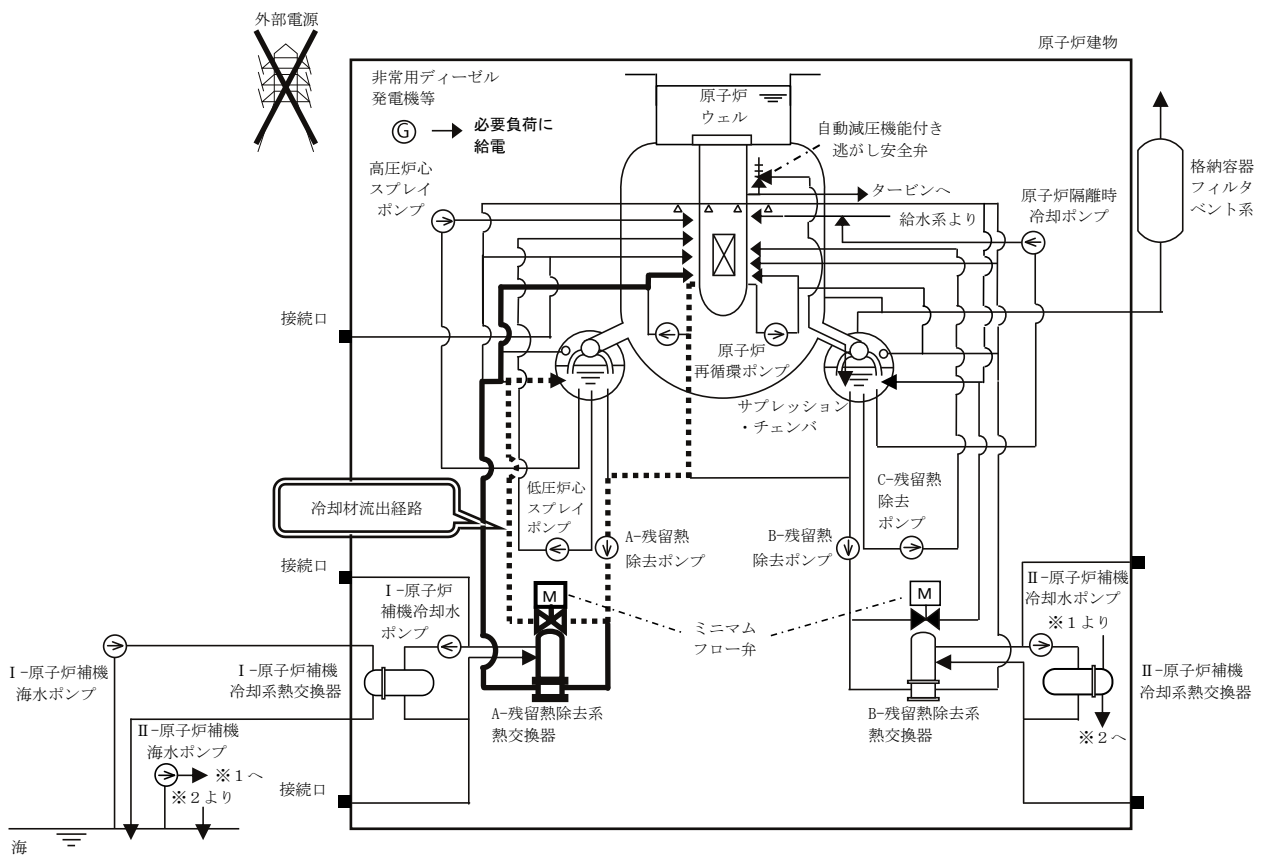 外部電源
原子炉建物
非常用ディーゼル
発電機等
G
必要負荷に
給電
原子炉
ウェル
自動減圧機能付き
逃がし安全弁
高圧炉心
スプレイ
ポンプ
タービンへ
給水系より
原子炉隔離時
冷却ポンプ
格納容器
フィルタ
ベント系
接続口
原子炉
再循環ポンプ
サプレッション
・チェンバ
冷却材流出経路
低圧炉心
スプレイ
ポンプ
A-残留熱
除去ポンプ
B-残留熱
除去ポンプ
C-残留熱
除去
ポンプ
接続口
Ⅰ-原子炉
補機冷却水
ポンプ
M
ミニマム
フロー弁
M
Ⅱ-原子炉補機
冷却水ポンプ
※1より
Ⅰ-原子炉補機
海水ポンプ
Ⅰ-原子炉補機
冷却系熱交換器
Ⅱ-原子炉補機
冷却系熱交換器
A-残留熱除去系
熱交換器
B-残留熱除去系
熱交換器
※2へ
Ⅱ-原子炉補機
海水ポンプ
※1へ
※2より
接続口
海